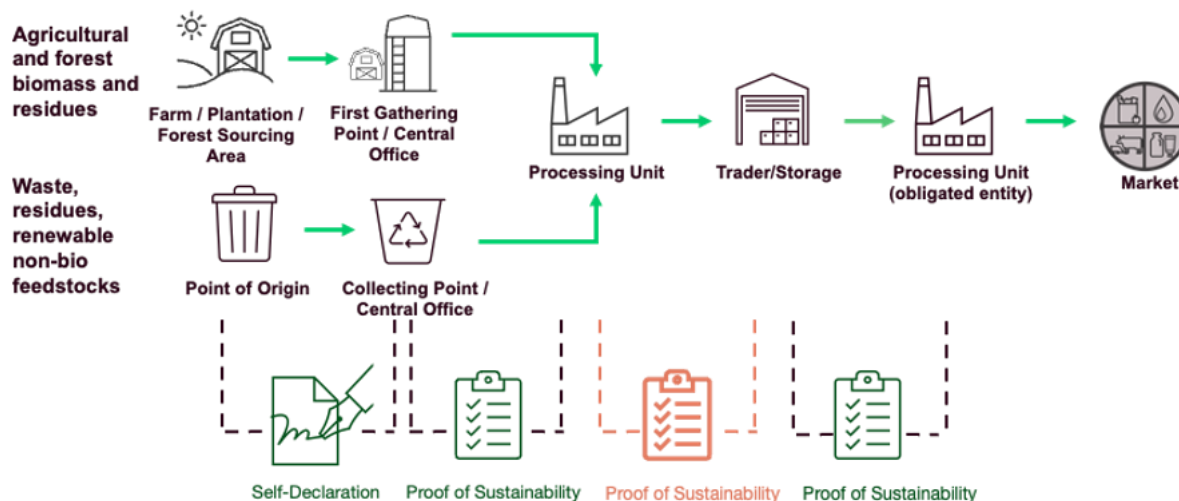 Agricultural
and forest
biomass and
residues
Farm / Plantation /
Forest Sourcing
Area
First Gathering
Point / Central
Office
Processing Unit
Trader/Storage
Processing Unit
(obligated entity)
Market
Waste,
residues,
renewable
non-bio
feedstocks
Point of Origin
Collecting Point /
Central Office
Self-Declaration
Proof of Sustainability
Proof of Sustainability
Proof of Sustainability